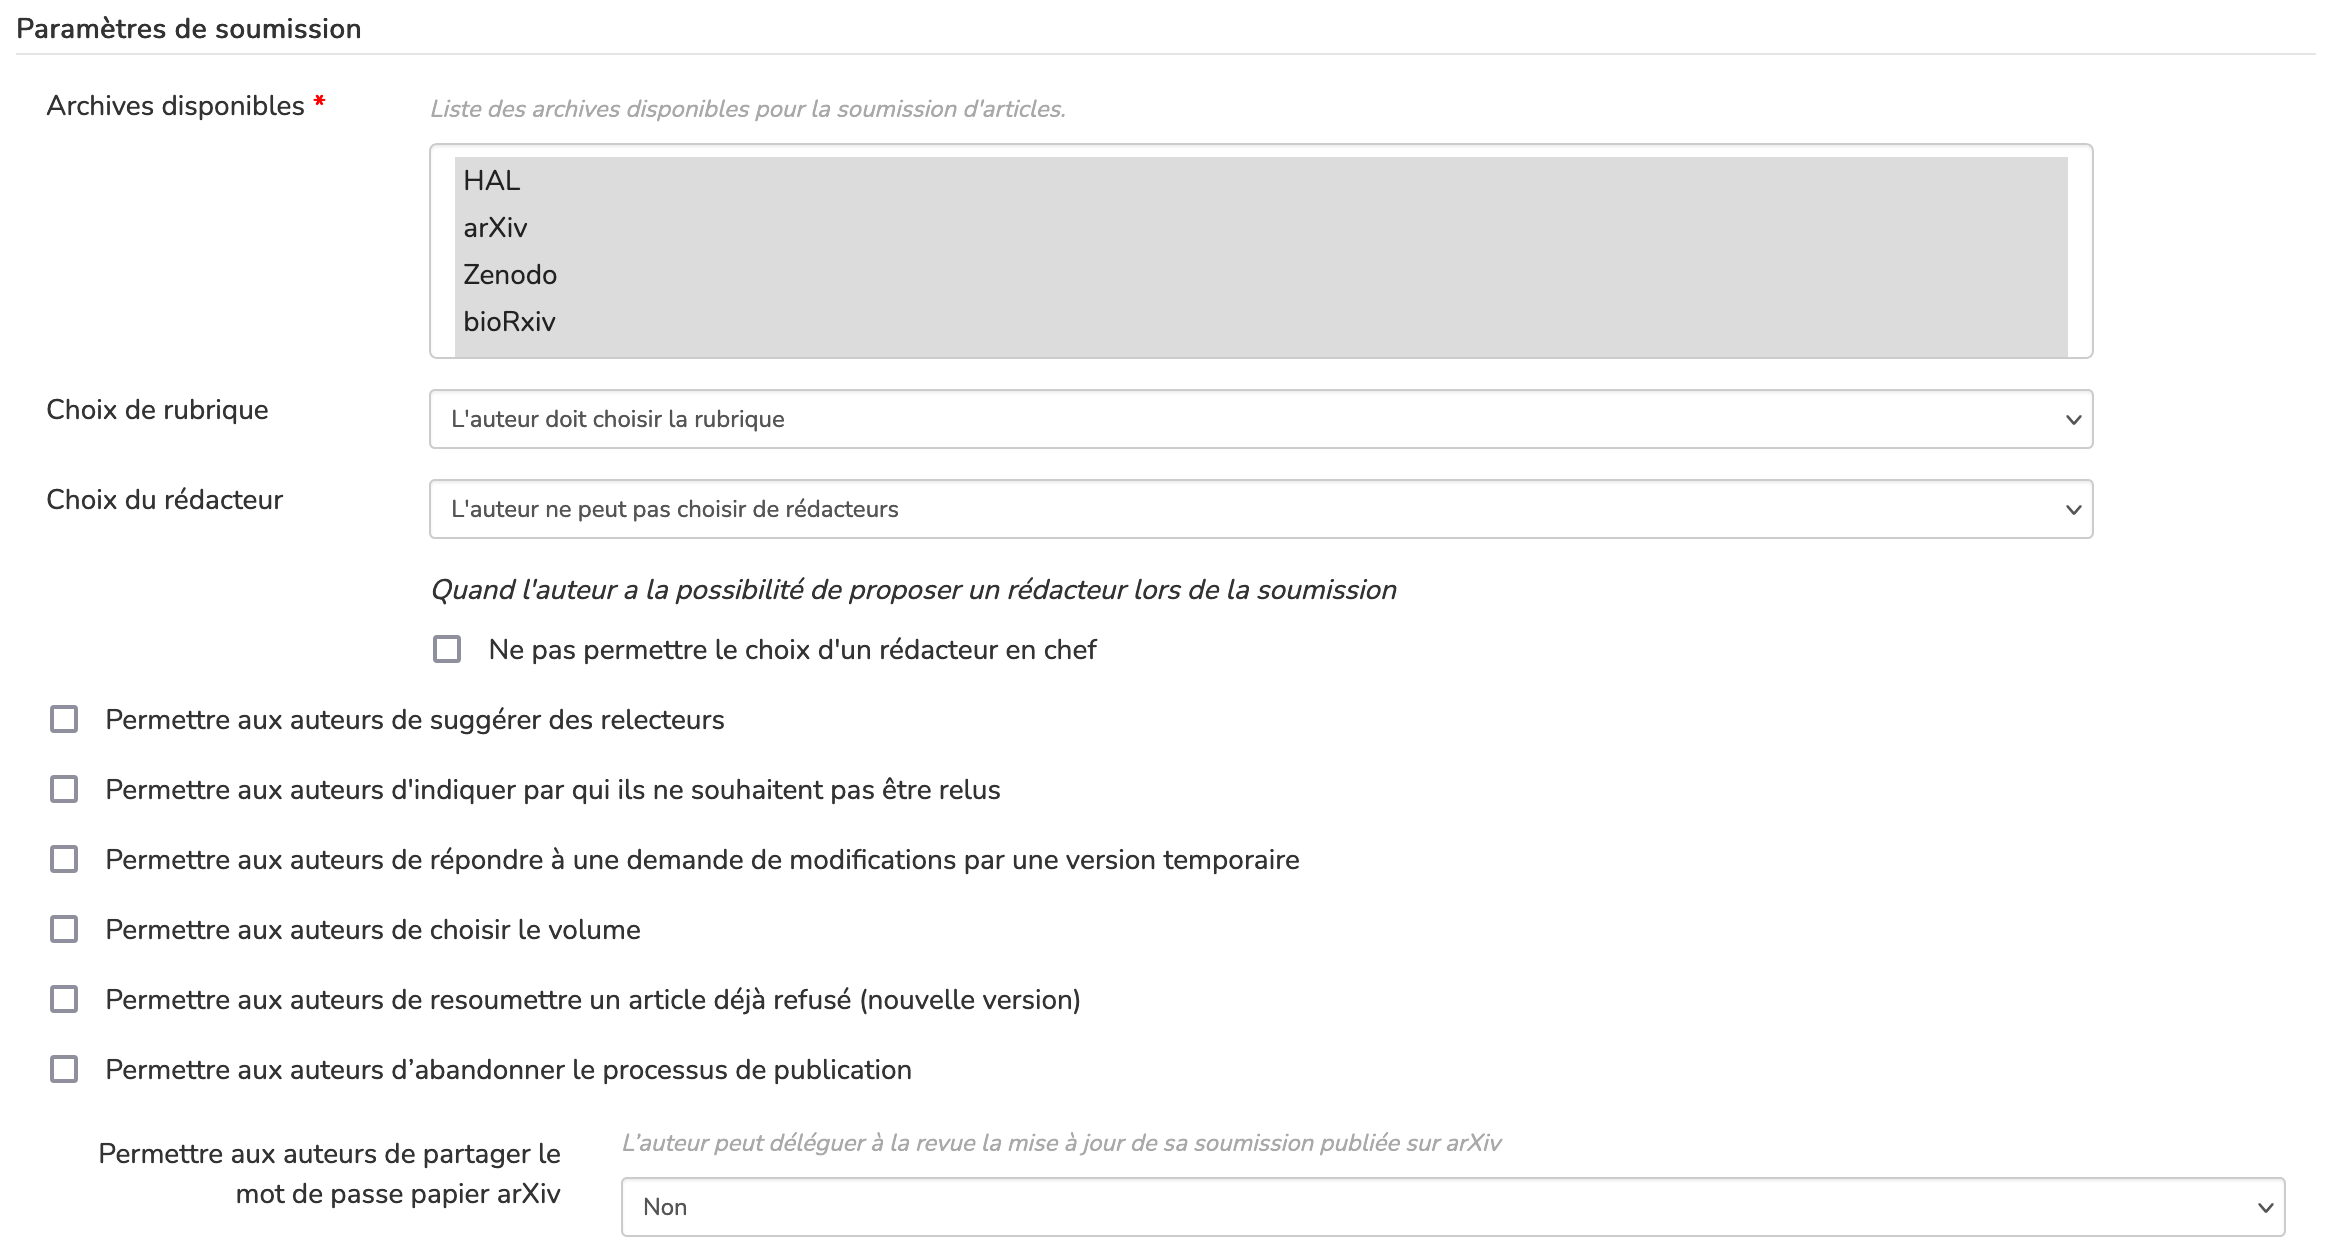 Paramètres de soumission
Archives disponibles *
Liste des archives disponibles pour la soumission d'articles.
HAL
arXiv
Zenodo
bioRxiv
Choix de rubrique
L'auteur doit choisir la rubrique
Choix du rédacteur
L'auteur ne peut pas choisir de rédacteurs
Quand l'auteur a la possibilité de proposer un rédacteur lors de la soumission
Ne pas permettre le choix d'un rédacteur en chef
Permettre aux auteurs de suggérer des relecteurs
Permettre aux auteurs d'indiquer par qui ils ne souhaitent pas être relus
Permettre aux auteurs de répondre à une demande de modifications par une version temporaire
Permettre aux auteurs de choisir le volume
Permettre aux auteurs de resoumettre un article déjà refusé (nouvelle version)
Permettre aux auteurs d’abandonner le processus de publication
Permettre aux auteurs de partager le
mot de passe papier arXiv
L’auteur peut déléguer à la revue la mise à jour de sa soumission publiée sur arXiv
Non